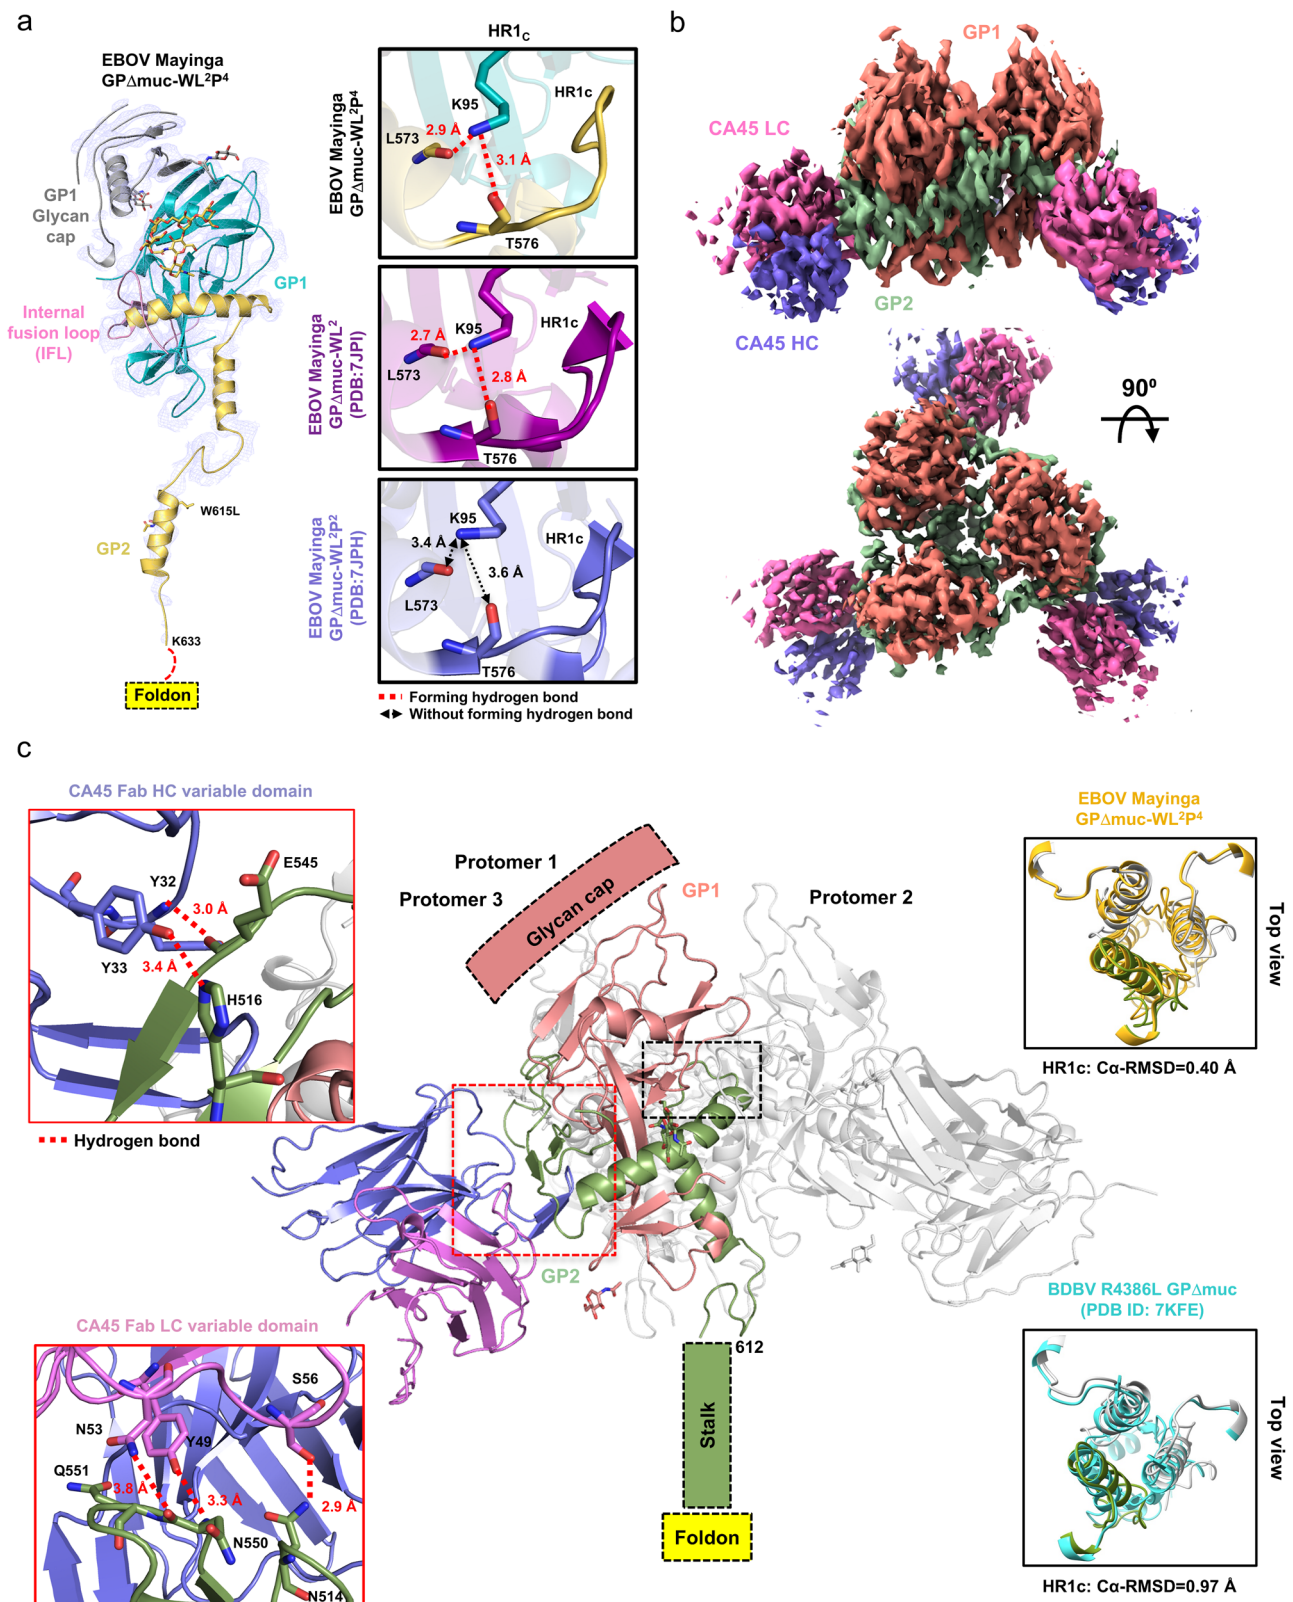 a
EBOV Mayinga
GPΔmuc-WL²P⁴
GP1
Glycan
cap
GP1
Internal
fusion loop
(IFL)
W615L
GP2
K633
Foldon
HR1c
EBOV Mayinga
GPΔmuc-WL²P⁴
K95
HR1c
L573
2.9 Å
3.1 Å
T576
EBOV Mayinga
GPΔmuc-WL²
(PDB:7JPI)
2.7 Å
K95
HR1c
L573
2.8 Å
T576
EBOV Mayinga
GPΔmuc-WL²P²
(PDB:7JPH)
K95
3.4 Å
HR1c
3.6 Å
L573
T576
Forming hydrogen bond
Without forming hydrogen bond
b
GP1
CA45 LC
GP2
CA45 HC
90º
c
CA45 Fab HC variable domain
E545
Y32
3.0 Å
Y33
3.4 Å
H516
Hydrogen bond
Protomer 1
Protomer 3
Glycan cap
GP1
Protomer 2
GP2
612
Stalk
Foldon
CA45 Fab LC variable domain
S56
N53
Y49
Q551
3.8 Å
3.3 Å
2.9 Å
N550
N514
EBOV Mayinga
GPΔmuc-WL²P⁴
Top view
HR1c: Cα-RMSD=0.40 Å
BDBV R4386L GPΔmuc
(PDB ID: 7KFE)
Top view
HR1c: Cα-RMSD=0.97 Å